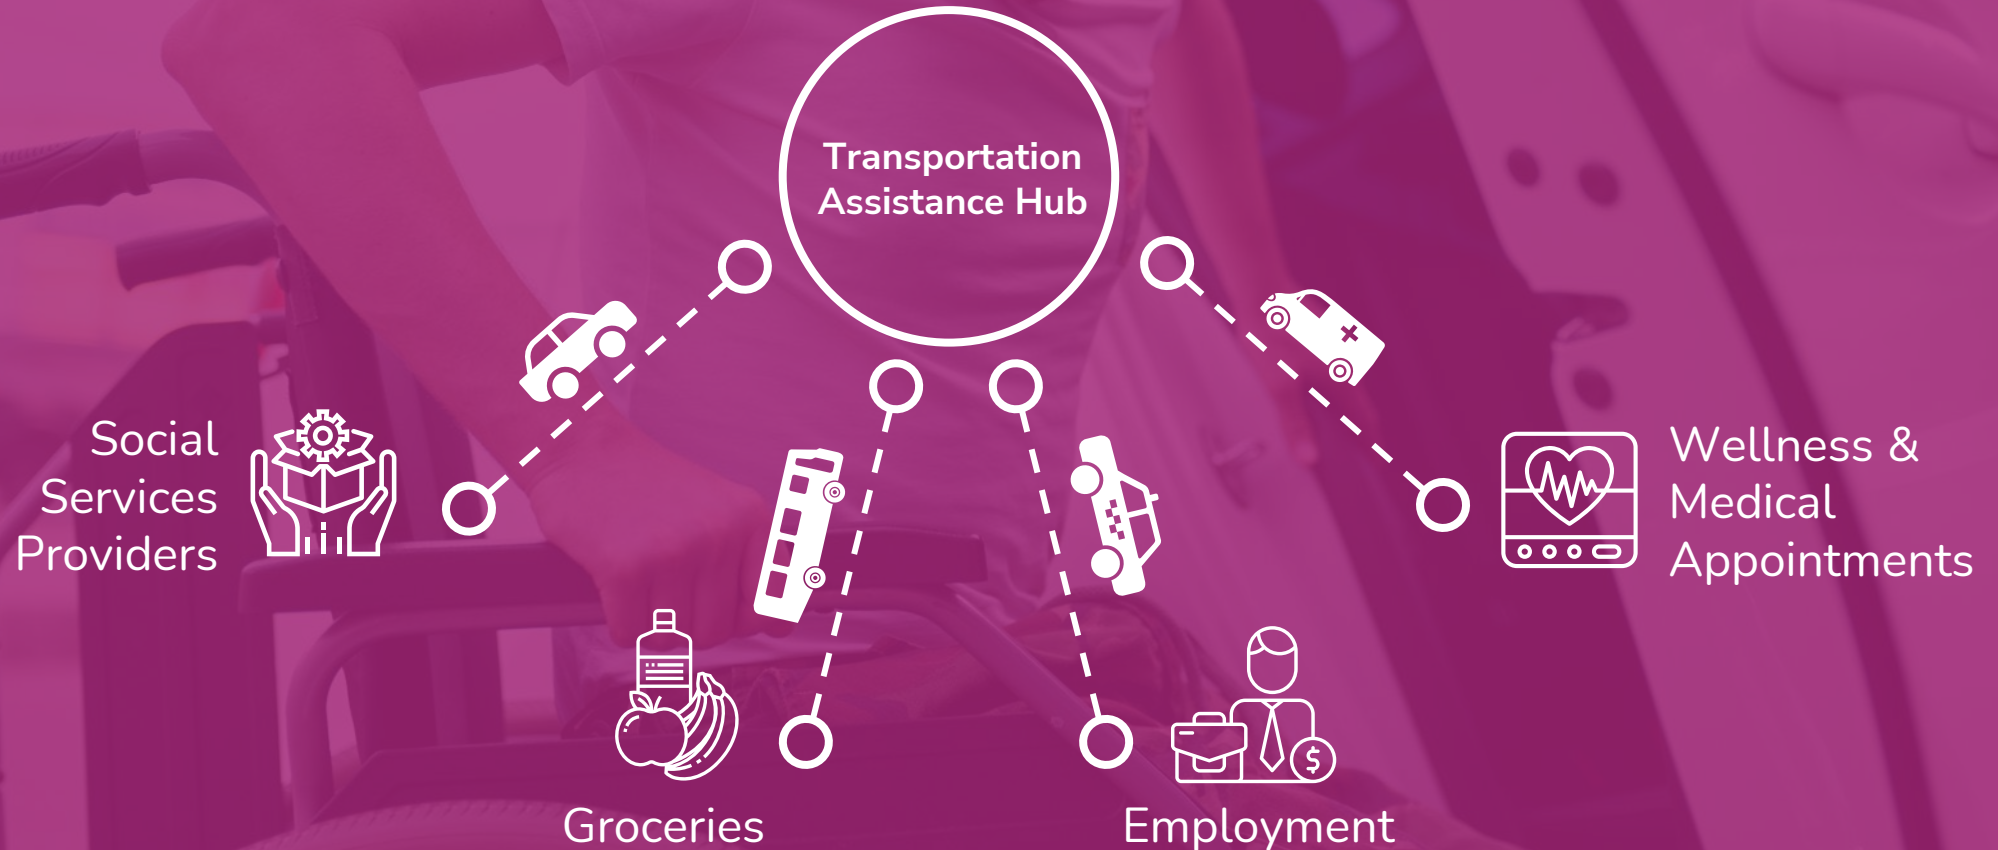 Transportation
Assistance Hub
Social
Services
Providers
Wellness &
Medical
Appointments
Groceries
Employment
$